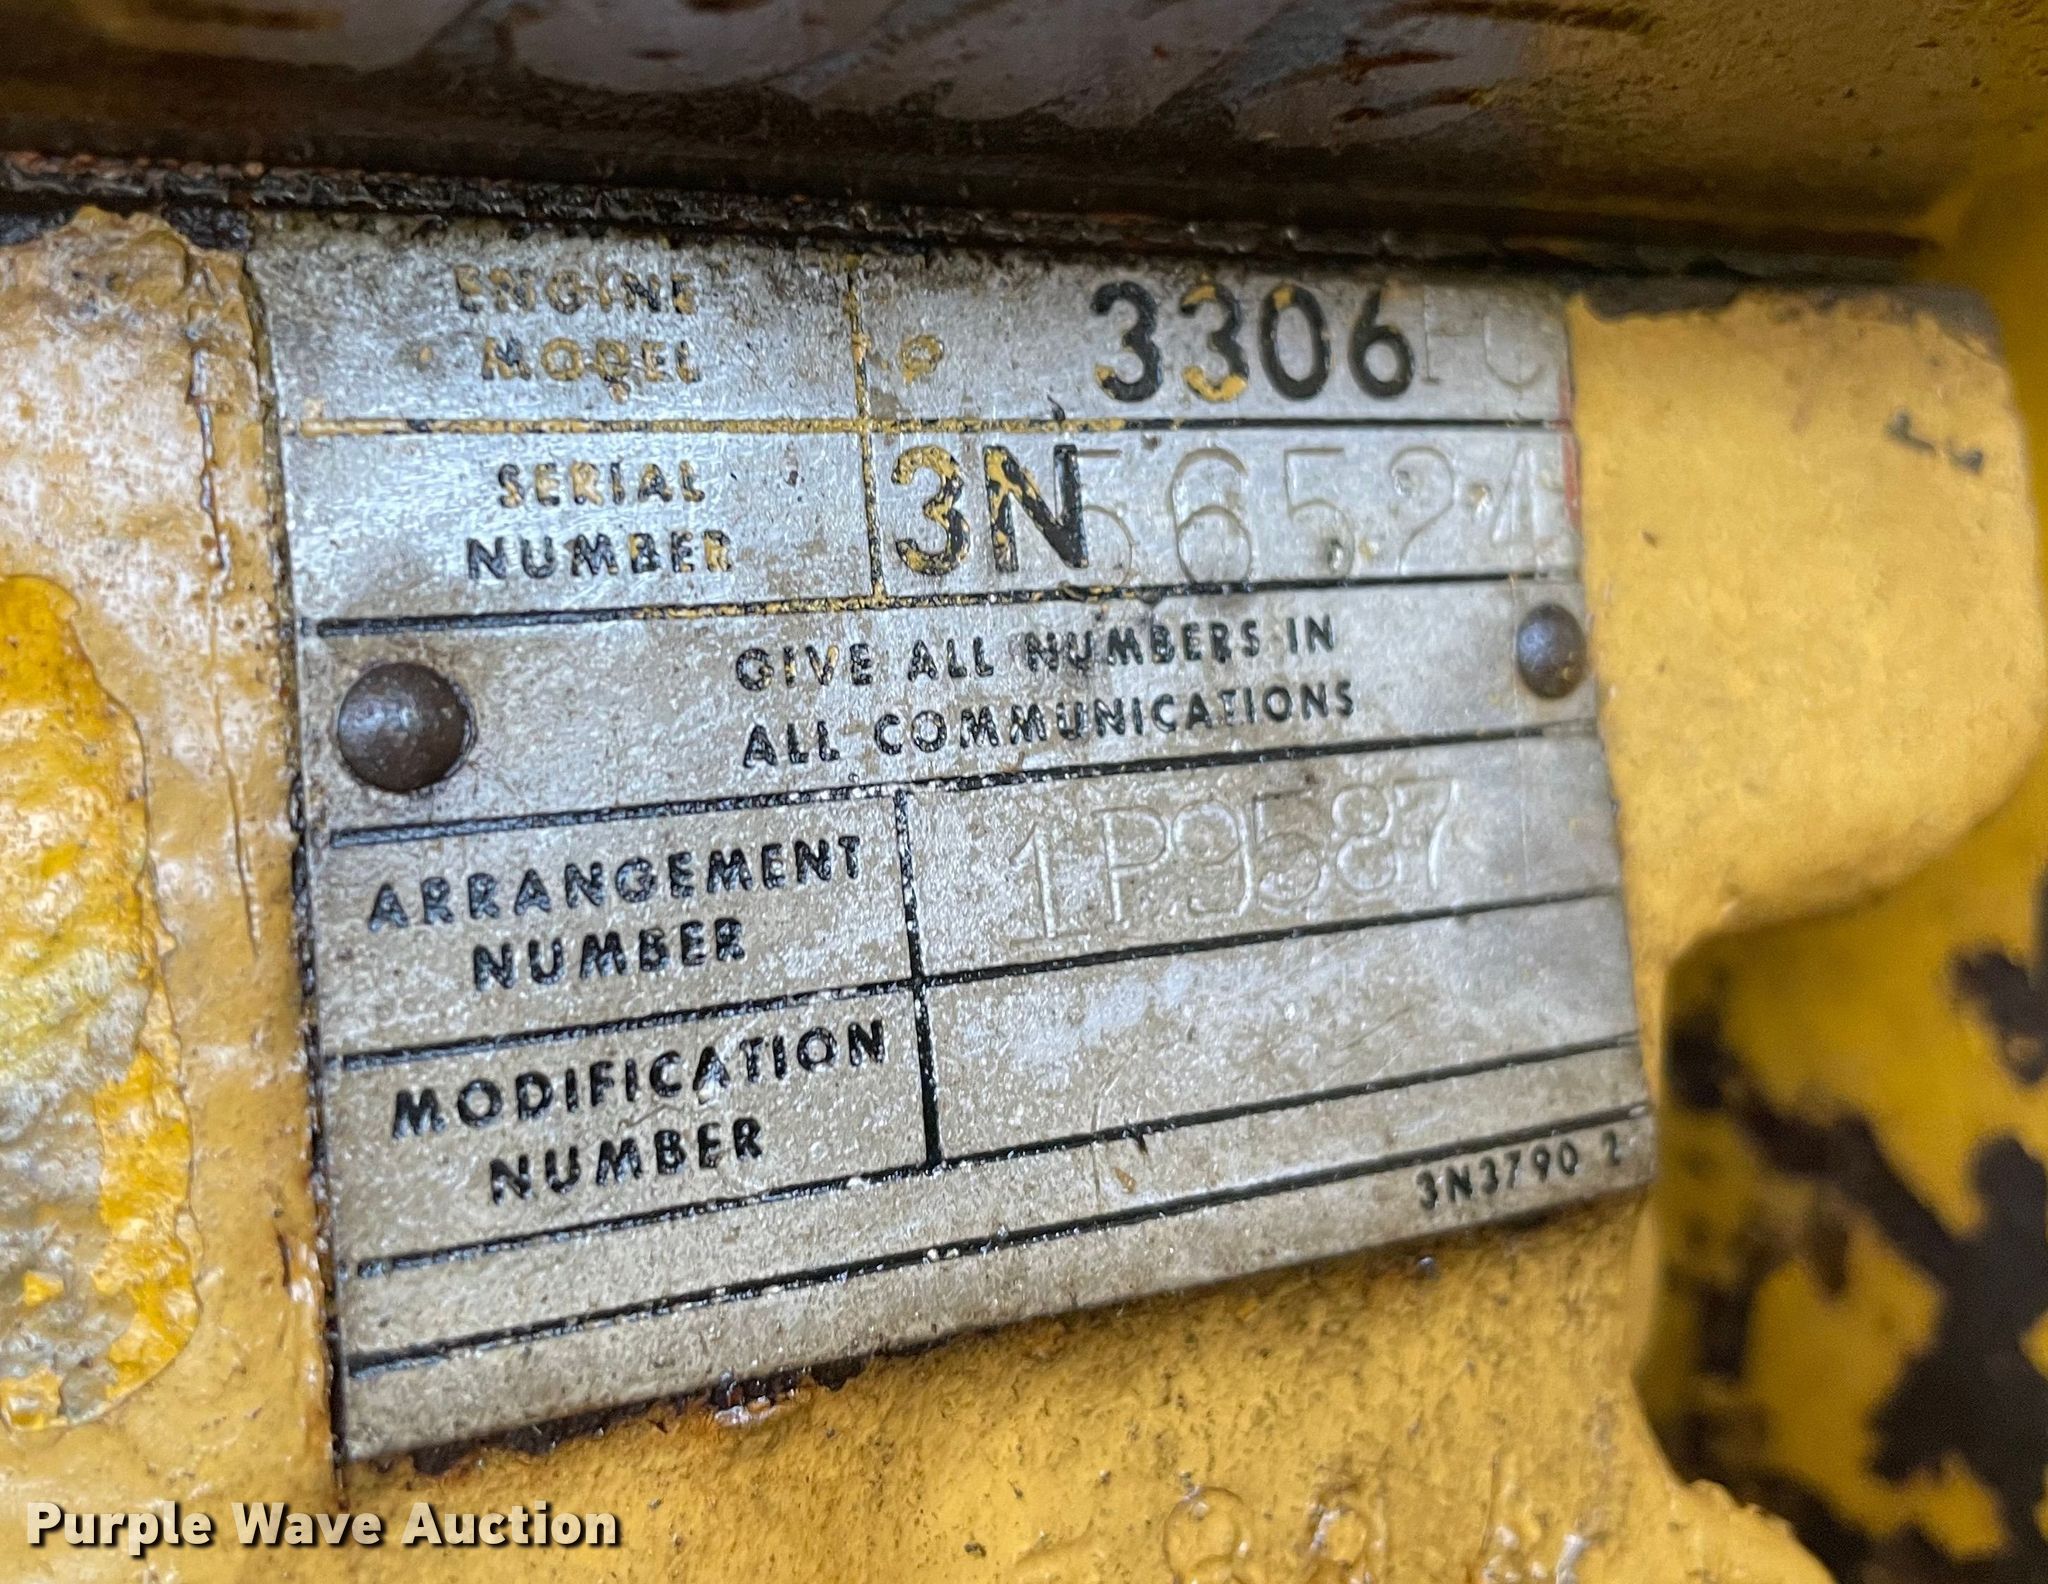 ENGINE
MODEL
3306PC
SERIAL
NUMBER
3N56524
GIVE ALL NUMBERS IN
ALL COMMUNICATIONS
ARRANGEMENT
NUMBER
1P9587
MODIFICATION
NUMBER
3N3790 2
Purple Wave Auction